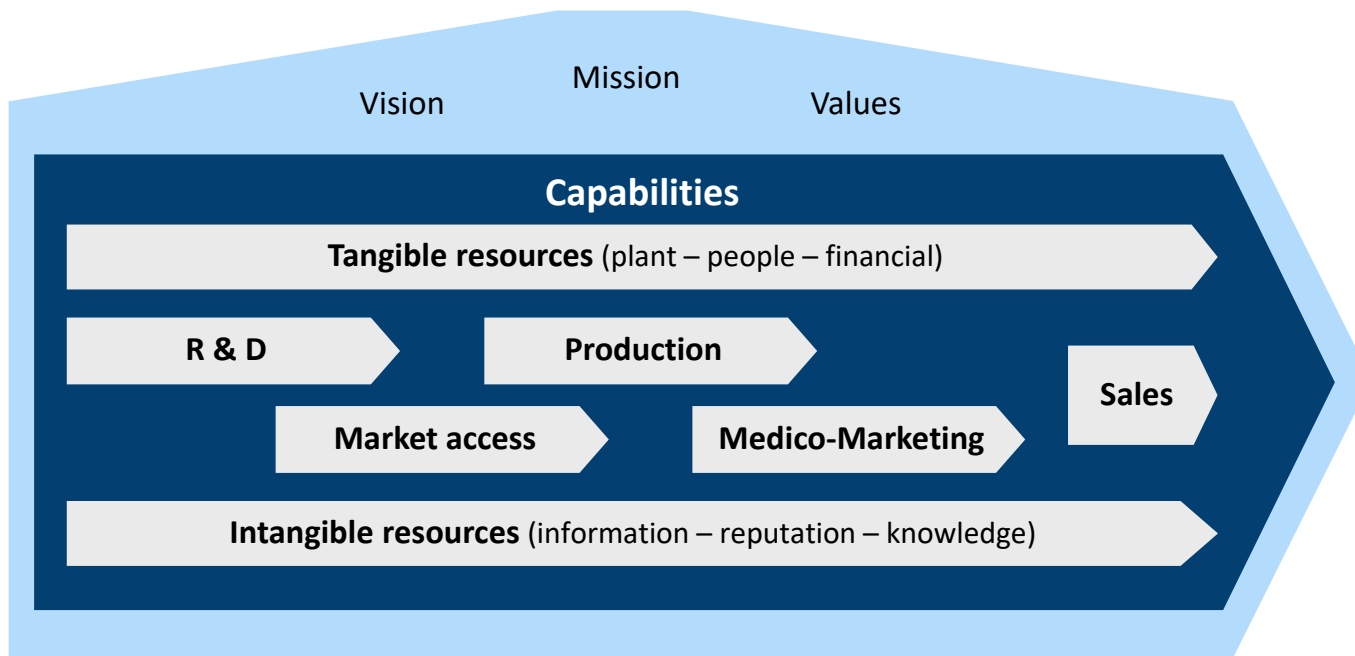 Mission
Vision
Values
Capabilities
Tangible resources (plant – people – financial)
R & D
Production
Sales
Market access
Medico-Marketing
Intangible resources (information – reputation – knowledge)